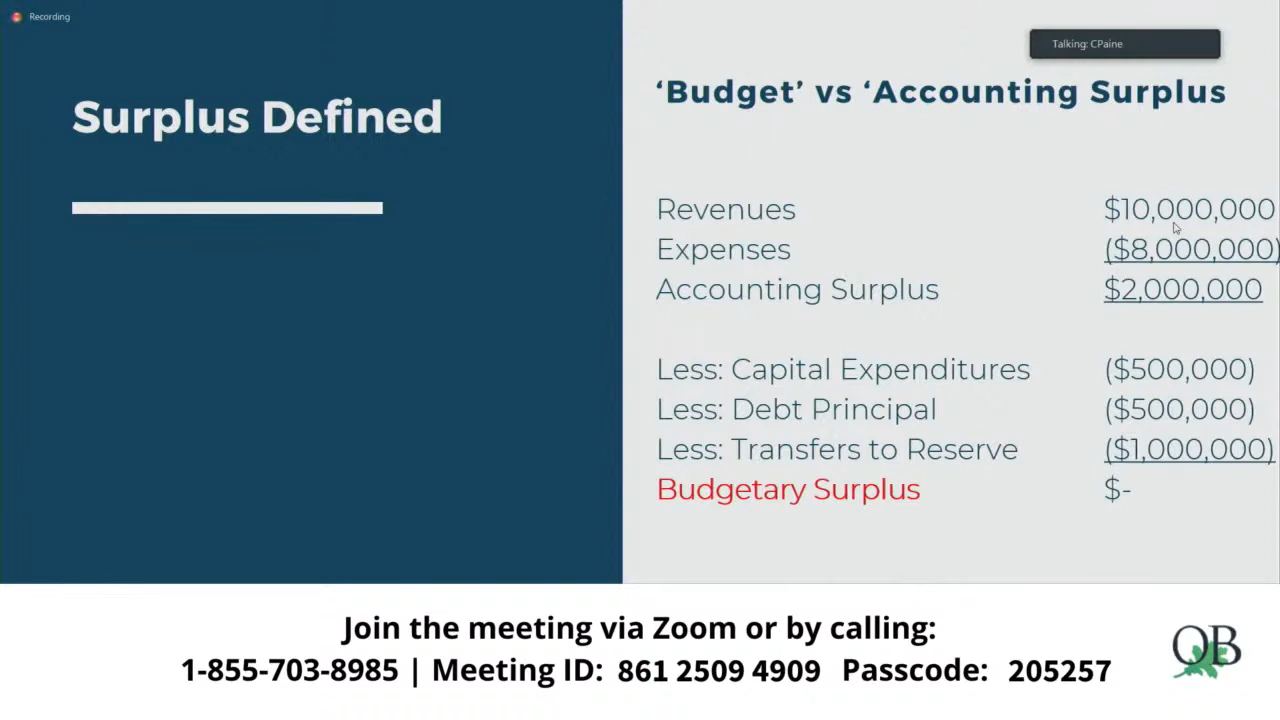 Recording
Talking: CPaine
Surplus Defined
‘Budget’ vs ‘Accounting Surplus
Revenues $10,000,000
Expenses ($8,000,000)
Accounting Surplus $2,000,000
Less: Capital Expenditures ($500,000)
Less: Debt Principal ($500,000)
Less: Transfers to Reserve ($1,000,000)
Budgetary Surplus $-
Join the meeting via Zoom or by calling:
1-855-703-8985 | Meeting ID: 861 2509 4909 Passcode: 205257
QB